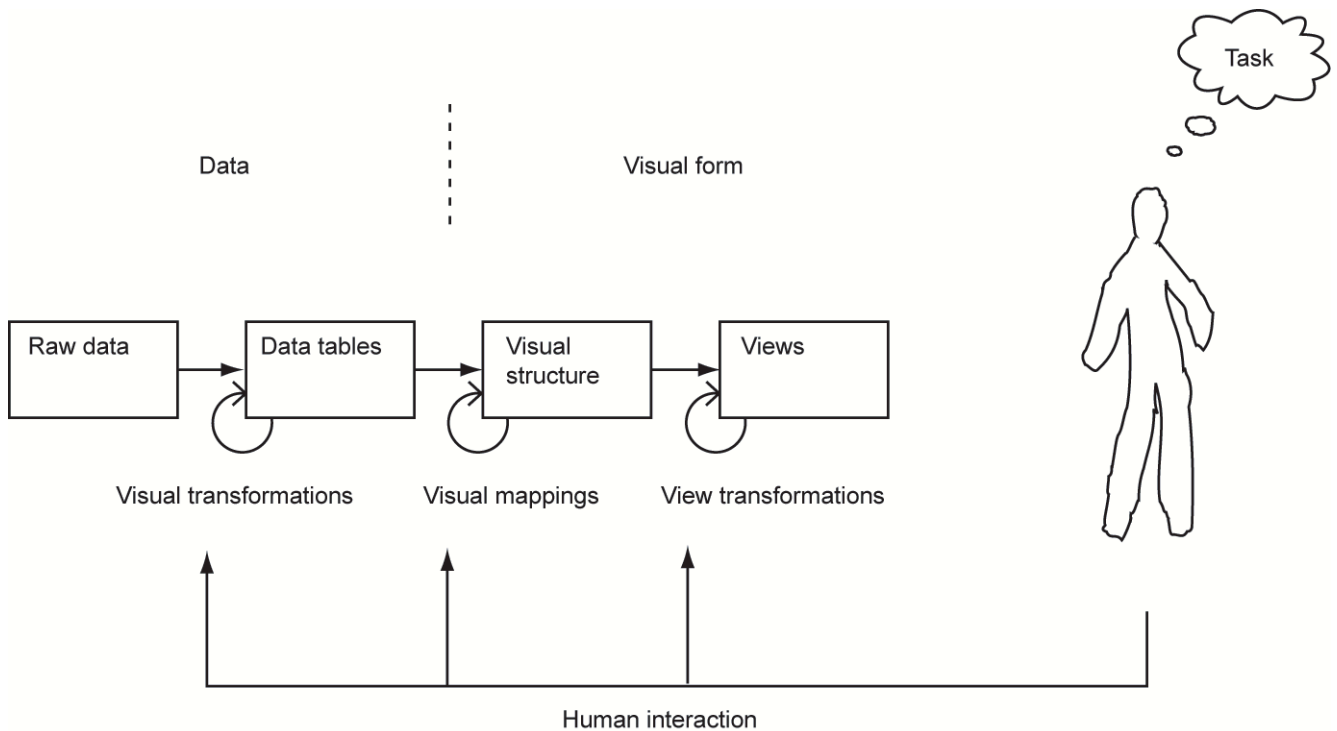 Task
Data
Visual form
Raw data
Data tables
Visual
structure
Views
Visual transformations
Visual mappings
View transformations
Human interaction